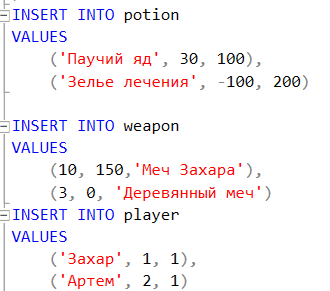 INSERT INTO potion
VALUES
('Паучий яд', 30, 100),
('Зелье лечения', -100, 200)
INSERT INTO weapon
VALUES
(10, 150,'Меч Захара'),
(3, 0, 'Деревянный меч')
INSERT INTO player
VALUES
('Захар', 1, 1),
('Артем', 2, 1)